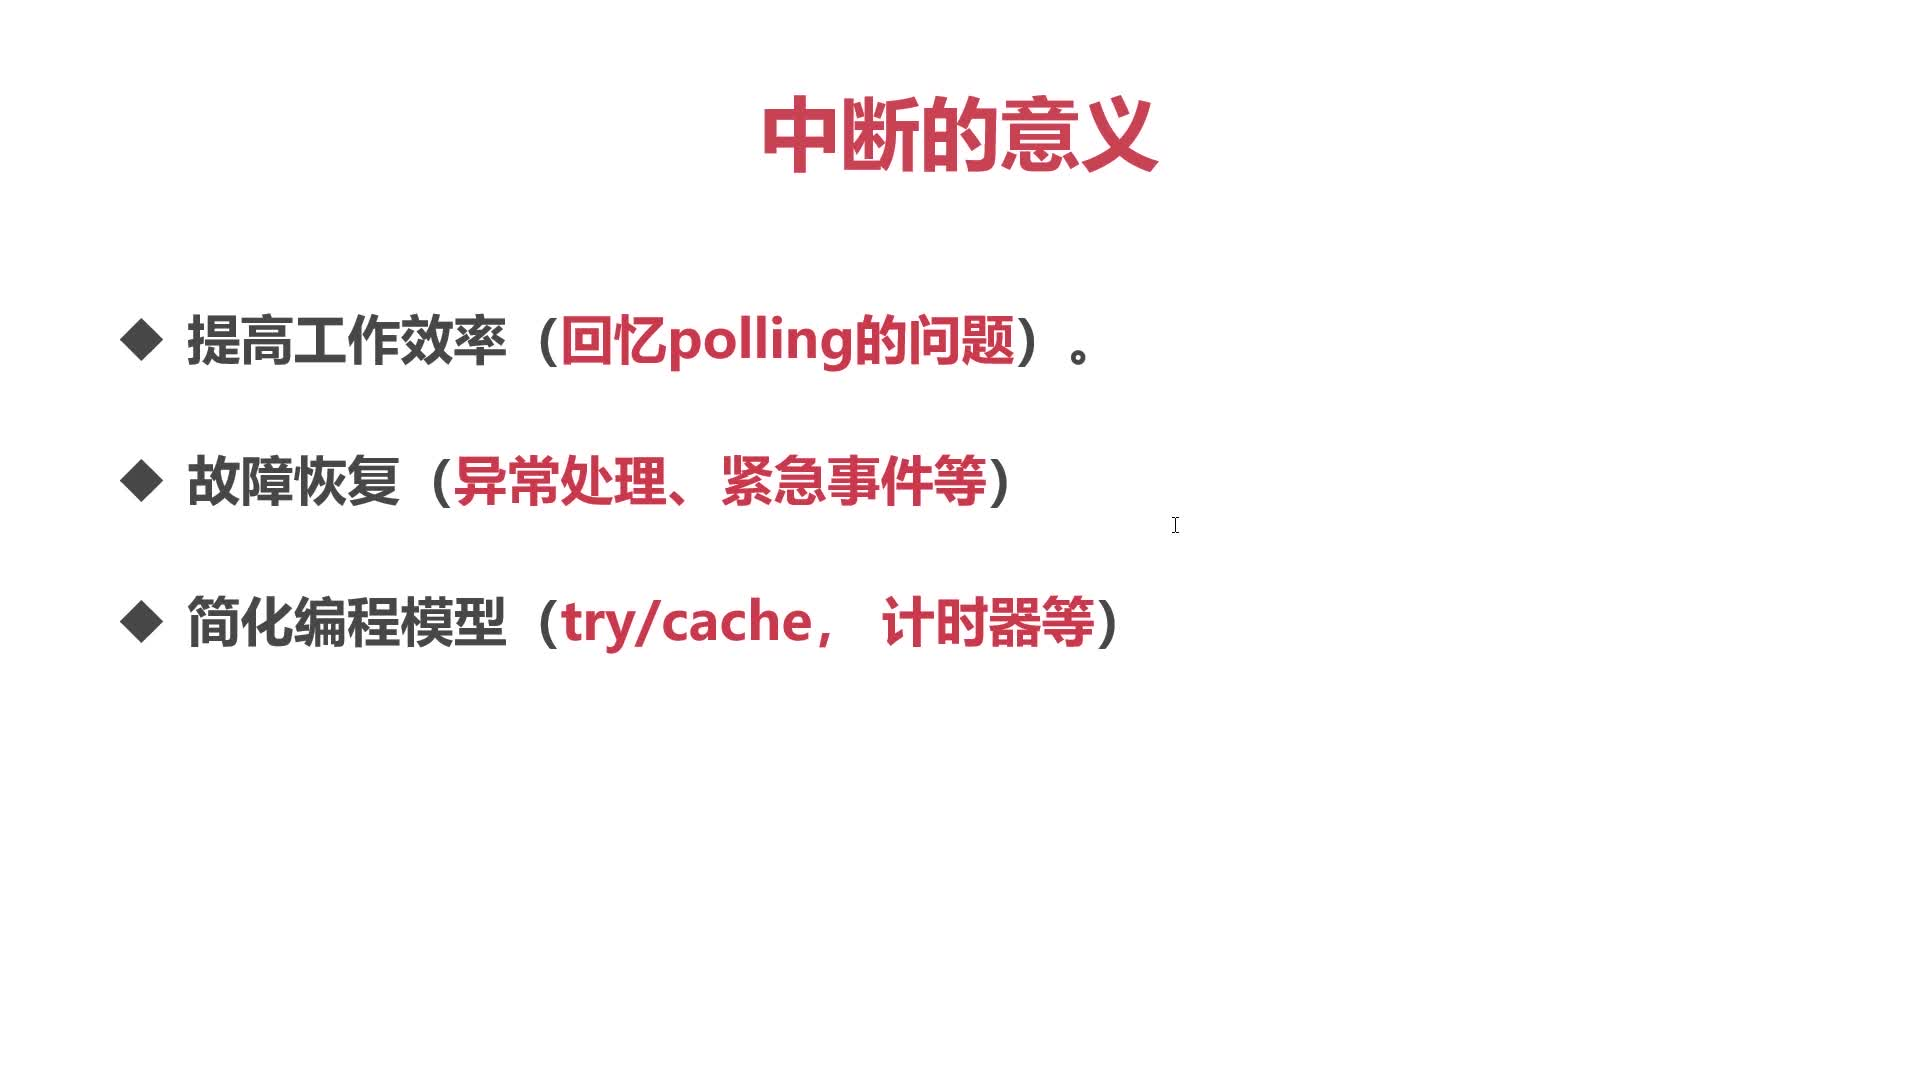 中断的意义
◆ 提高工作效率（回忆polling的问题）。
◆ 故障恢复（异常处理、紧急事件等）
◆ 简化编程模型（try/cache， 计时器等）